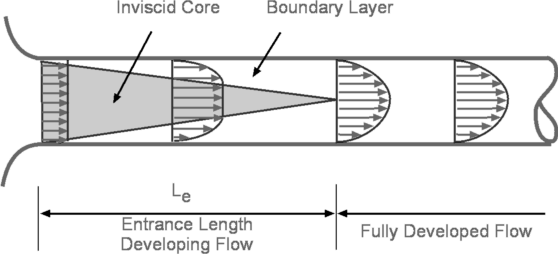 Inviscid Core
Boundary Layer
Le
Entrance Length
Developing Flow
Fully Developed Flow